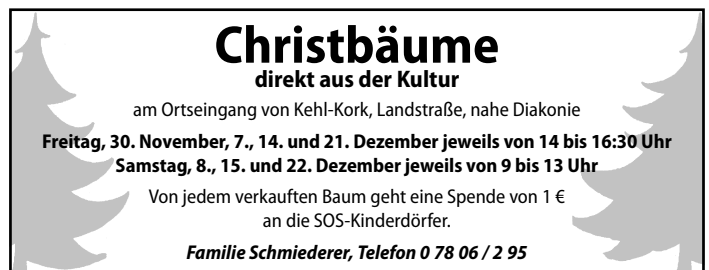 Christbäume
direkt aus der Kultur
am Ortseingang von Kehl-Kork, Landstraße, nahe Diakonie
Freitag, 30. November, 7., 14. und 21. Dezember jeweils von 14 bis 16:30 Uhr
Samstag, 8., 15. und 22. Dezember jeweils von 9 bis 13 Uhr
Von jedem verkauften Baum geht eine Spende von 1 €
an die SOS-Kinderdörfer.
Familie Schmiederer, Telefon 0 78 06 / 2 95